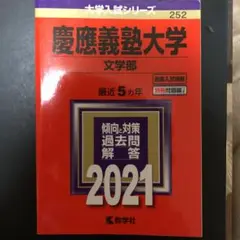 大学入試シリーズ
252
慶應義塾大学
文学部
最近5カ年
傾向と対策
過去問
解答
2021
教学社